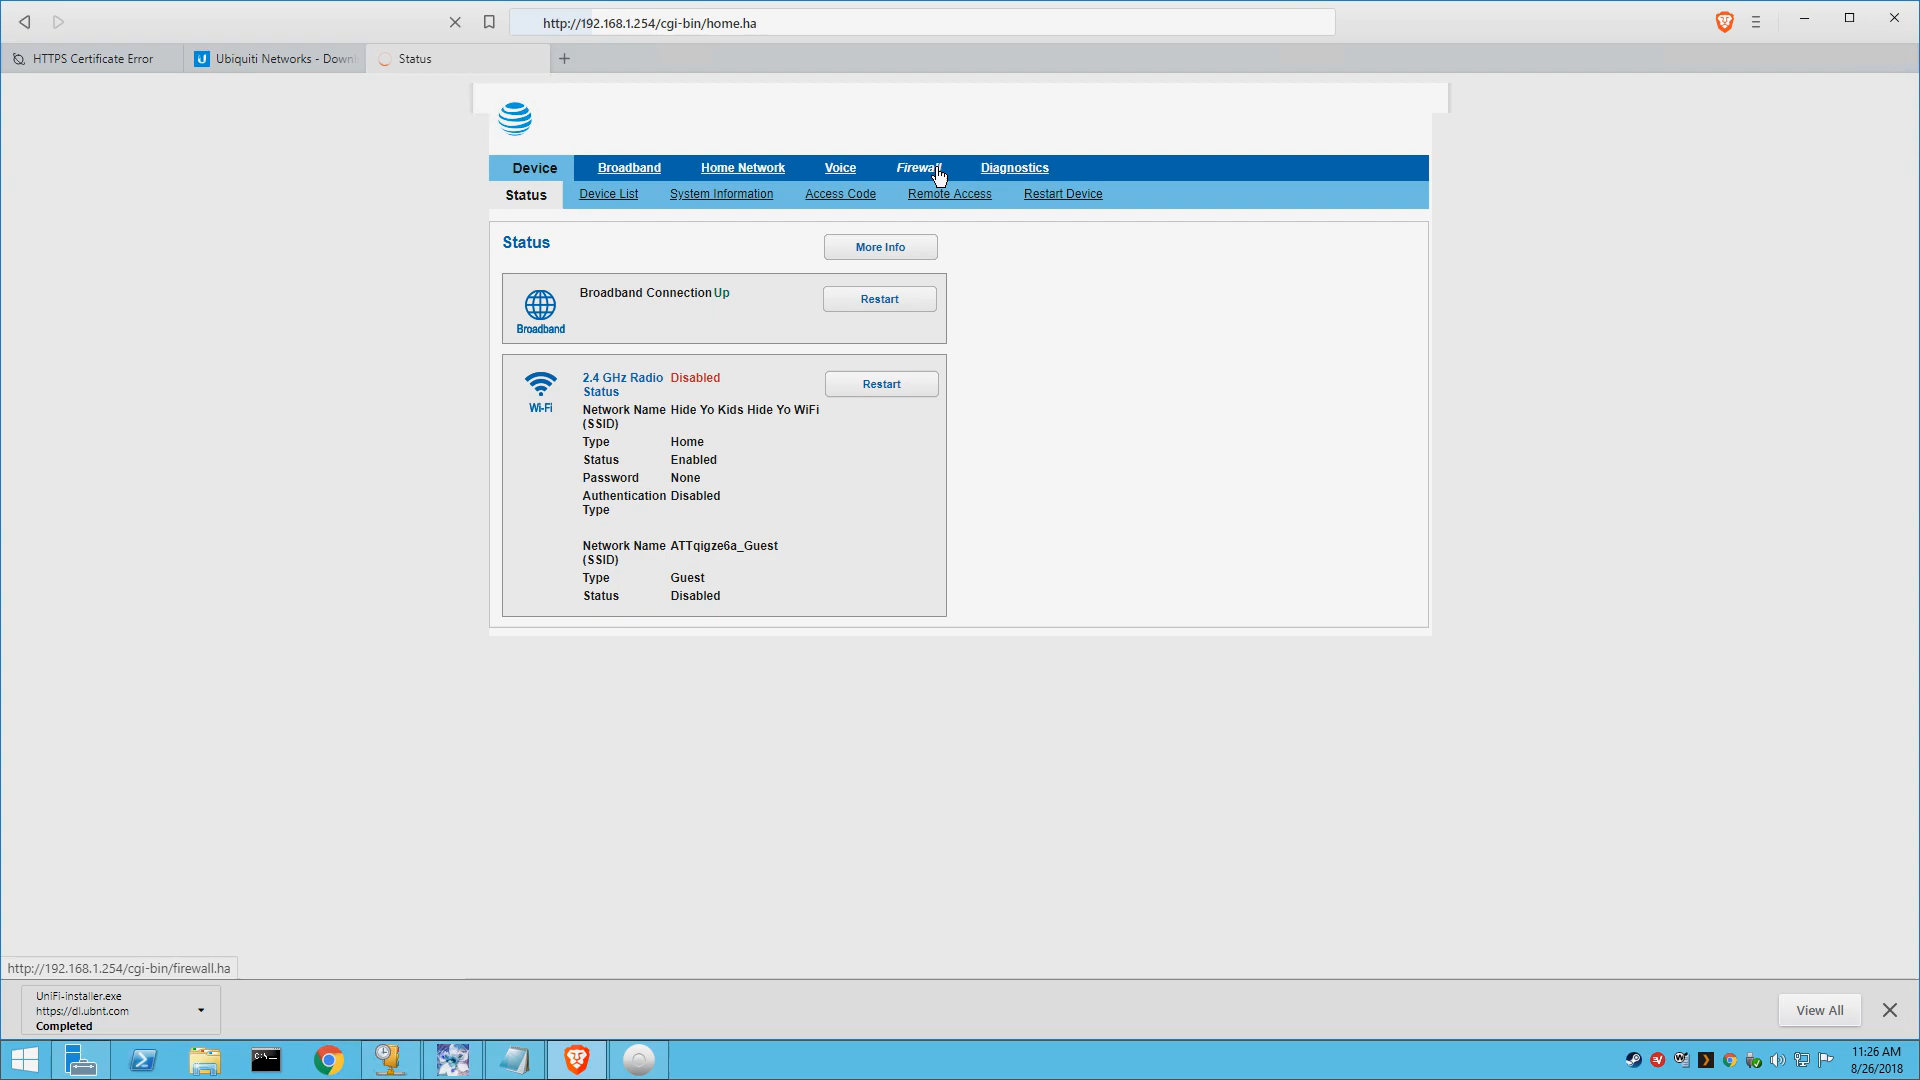 http://192.168.1.254/cgi-bin/home.ha
HTTPS Certificate Error
Ubiquiti Networks - Down
Status
Device Broadband Home Network Voice Firewall Diagnostics
Status Device List System Information Access Code Remote Access Restart Device
Status
More Info
Broadband
Broadband Connection Up
Restart
Wi-Fi
2.4 GHz Radio Disabled
Status
Restart
Network Name Hide Yo Kids Hide Yo WiFi
(SSID)
Type Home
Status Enabled
Password None
Authentication Disabled
Type
Network Name ATTqigze6a_Guest
(SSID)
Type Guest
Status Disabled
http://192.168.1.254/cgi-bin/firewall.ha
UniFi-installer.exe
https://dl.ubnt.com
Completed
View All
11:26 AM
8/26/2018